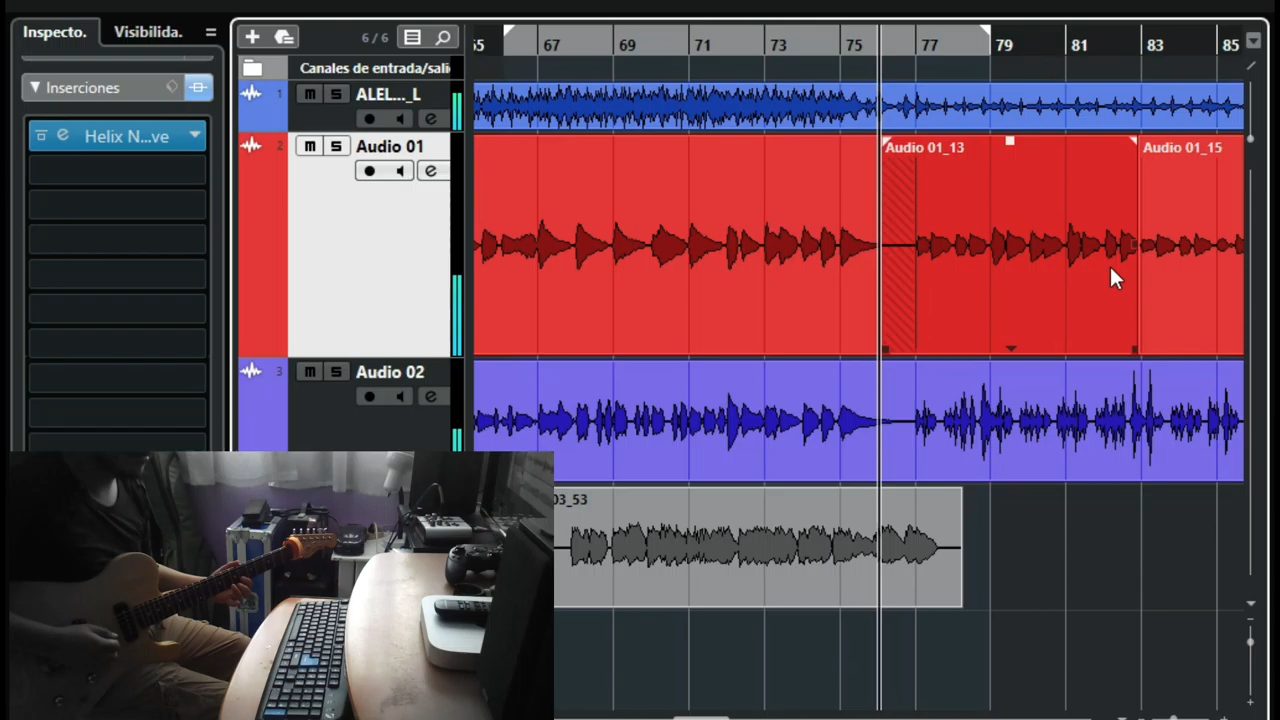 Inspecto.
Visibilida.
Inserciones
Helix N...ve
6 / 6
65 67 69 71 73 75 77 79 81 83 85
Canales de entrada/sali
1 m S ALEL..._L
e
2 m S Audio 01
e
Audio 01_13
Audio 01_15
3 m S Audio 02
e
03_53